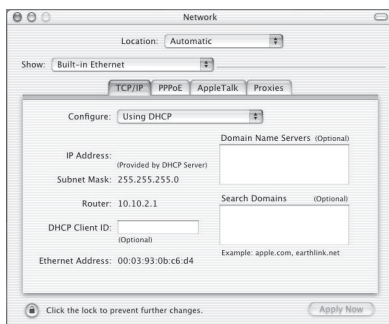 Network
Location: Automatic
Show: Built-in Ethernet
TCP/IP PPPoE AppleTalk Proxies
Configure: Using DHCP
Domain Name Servers (Optional)
IP Address:
(Provided by DHCP Server)
Subnet Mask: 255.255.255.0
Router: 10.10.2.1
Search Domains (Optional)
DHCP Client ID:
(Optional)
Example: apple.com, earthlink.net
Ethernet Address: 00:03:93:0b:c6:d4
Click the lock to prevent further changes.
Apply Now